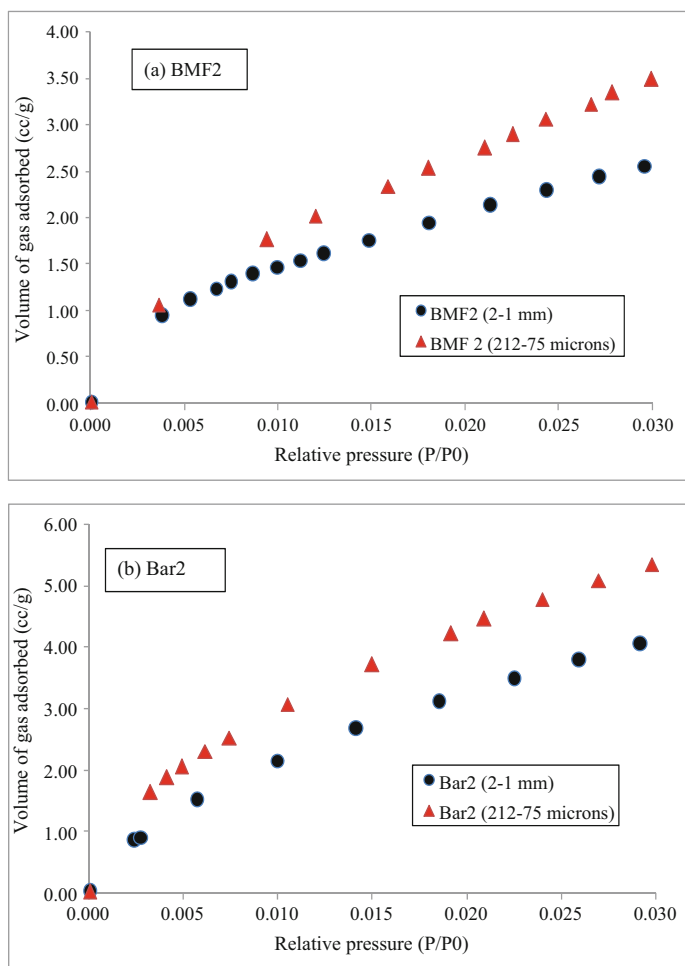 (a) BMF2
Volume of gas adsorbed (cc/g)
4.00
3.50
3.00
2.50
2.00
1.50
1.00
0.50
0.00
BMF2 (2-1 mm)
BMF 2 (212-75 microns)
0.000 0.005 0.010 0.015 0.020 0.025 0.030
Relative pressure (P/P0)
(b) Bar2
Volume of gas adsorbed (cc/g)
6.00
5.00
4.00
3.00
2.00
1.00
0.00
Bar2 (2-1 mm)
Bar2 (212-75 microns)
0.000 0.005 0.010 0.015 0.020 0.025 0.030
Relative pressure (P/P0)